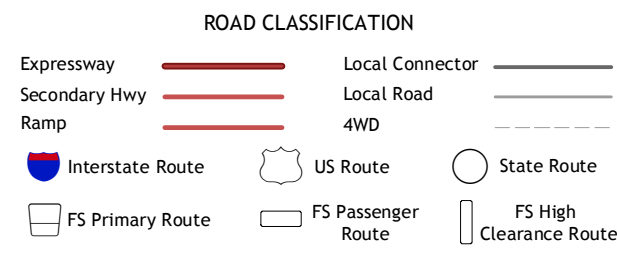 ROAD CLASSIFICATION
Expressway
Local Connector
Secondary Hwy
Local Road
Ramp
4WD
Interstate Route
US Route
State Route
FS Primary Route
FS Passenger
Route
FS High
Clearance Route